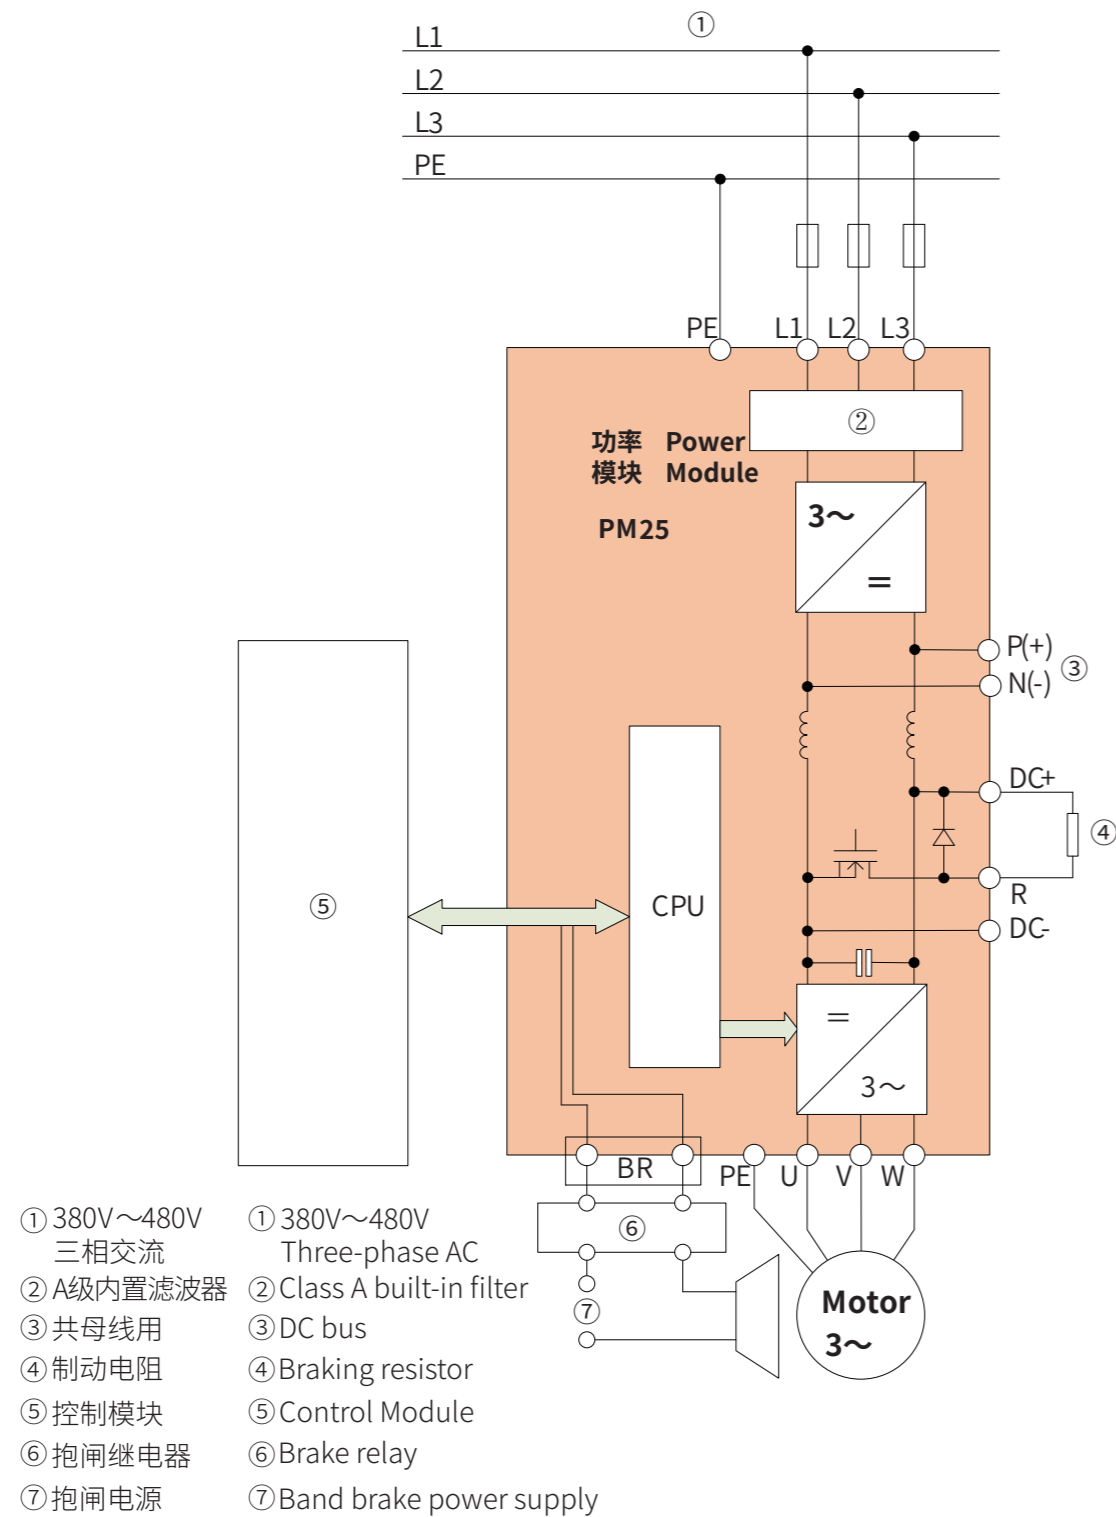 ①
L1
L2
L3
PE
PE L1 L2 L3
②
功率 Power
模块 Module
PM25
3～
=
P(+)
③
N(-)
DC+
④
R
DC-
CPU
⑤
=
3～
BR PE U V W
⑥
⑦
Motor
3～
① 380V～480V ① 380V～480V
三相交流 Three-phase AC
② A级内置滤波器 ② Class A built-in filter
③ 共母线用 ③ DC bus
④ 制动电阻 ④ Braking resistor
⑤ 控制模块 ⑤ Control Module
⑥ 抱闸继电器 ⑥ Brake relay
⑦ 抱闸电源 ⑦ Band brake power supply